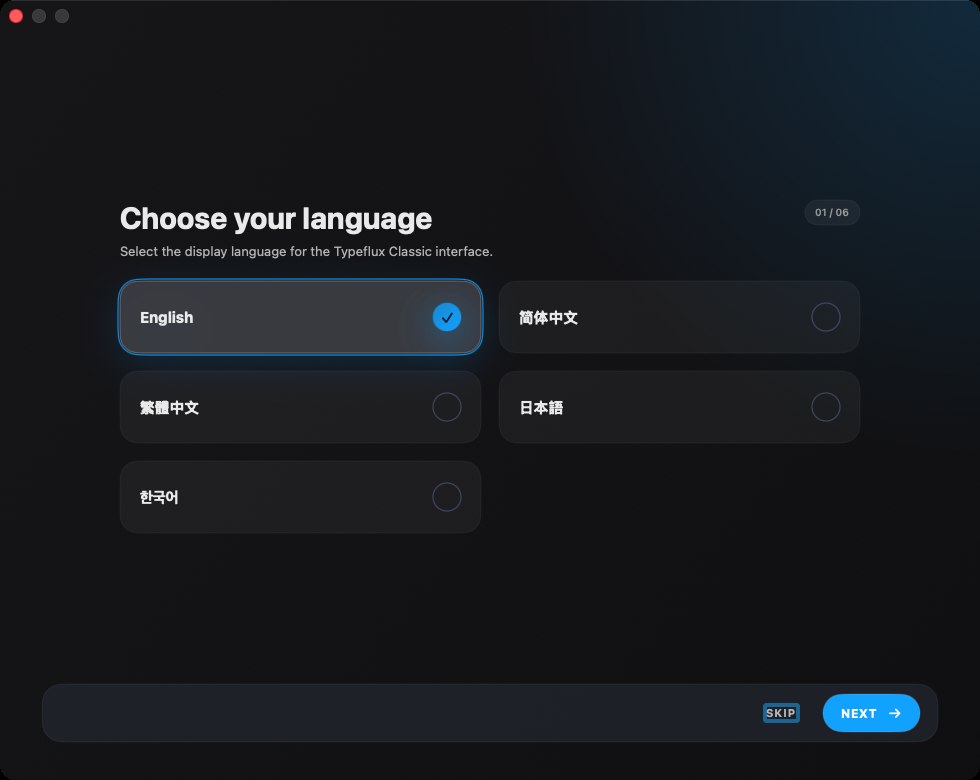 Choose your language
01 / 06
Select the display language for the Typeflux Classic interface.
English
简体中文
繁體中文
日本語
한국어
SKIP
NEXT →